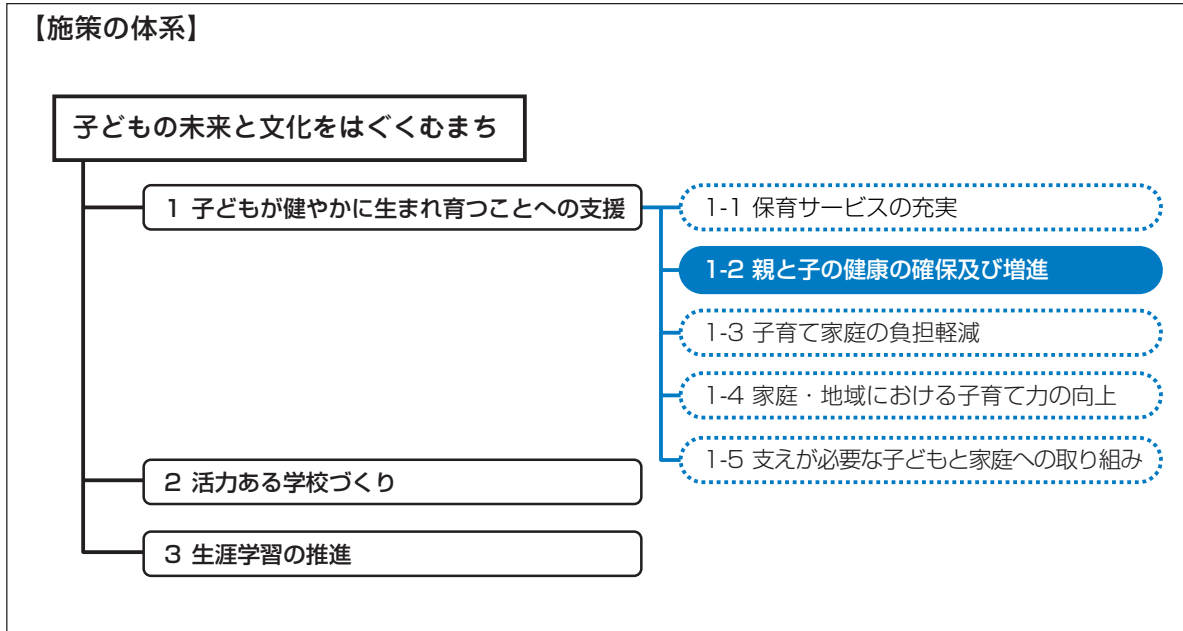 【施策の体系】
子どもの未来と文化をはぐくむまち
1 子どもが健やかに生まれ育つことへの支援
1-1 保育サービスの充実
1-2 親と子の健康の確保及び増進
1-3 子育て家庭の負担軽減
1-4 家庭・地域における子育て力の向上
1-5 支えが必要な子どもと家庭への取り組み
2 活力ある学校づくり
3 生涯学習の推進